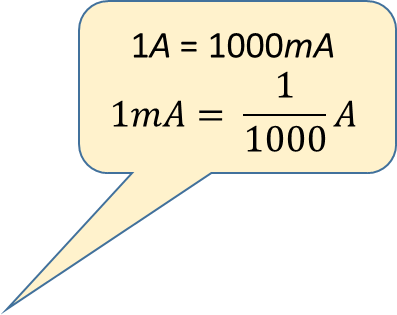 1A = 1000mA
1mA = 1/1000 A